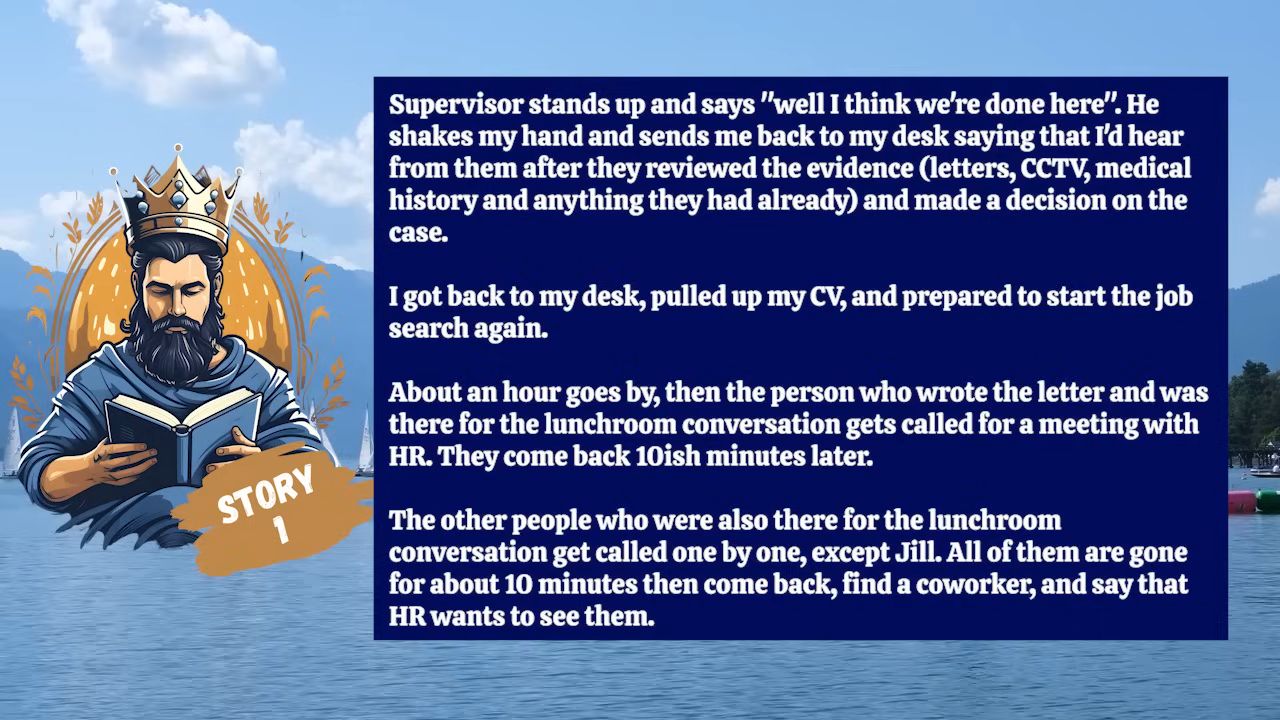 Supervisor stands up and says "well I think we're done here". He
shakes my hand and sends me back to my desk saying that I'd hear
from them after they reviewed the evidence (letters, CCTV, medical
history and anything they had already) and made a decision on the
case.
I got back to my desk, pulled up my CV, and prepared to start the job
search again.
About an hour goes by, then the person who wrote the letter and was
there for the lunchroom conversation gets called for a meeting with
HR. They come back 10ish minutes later.
The other people who were also there for the lunchroom
conversation get called one by one, except Jill. All of them are gone
for about 10 minutes then come back, find a coworker, and say that
HR wants to see them.
STORY
1